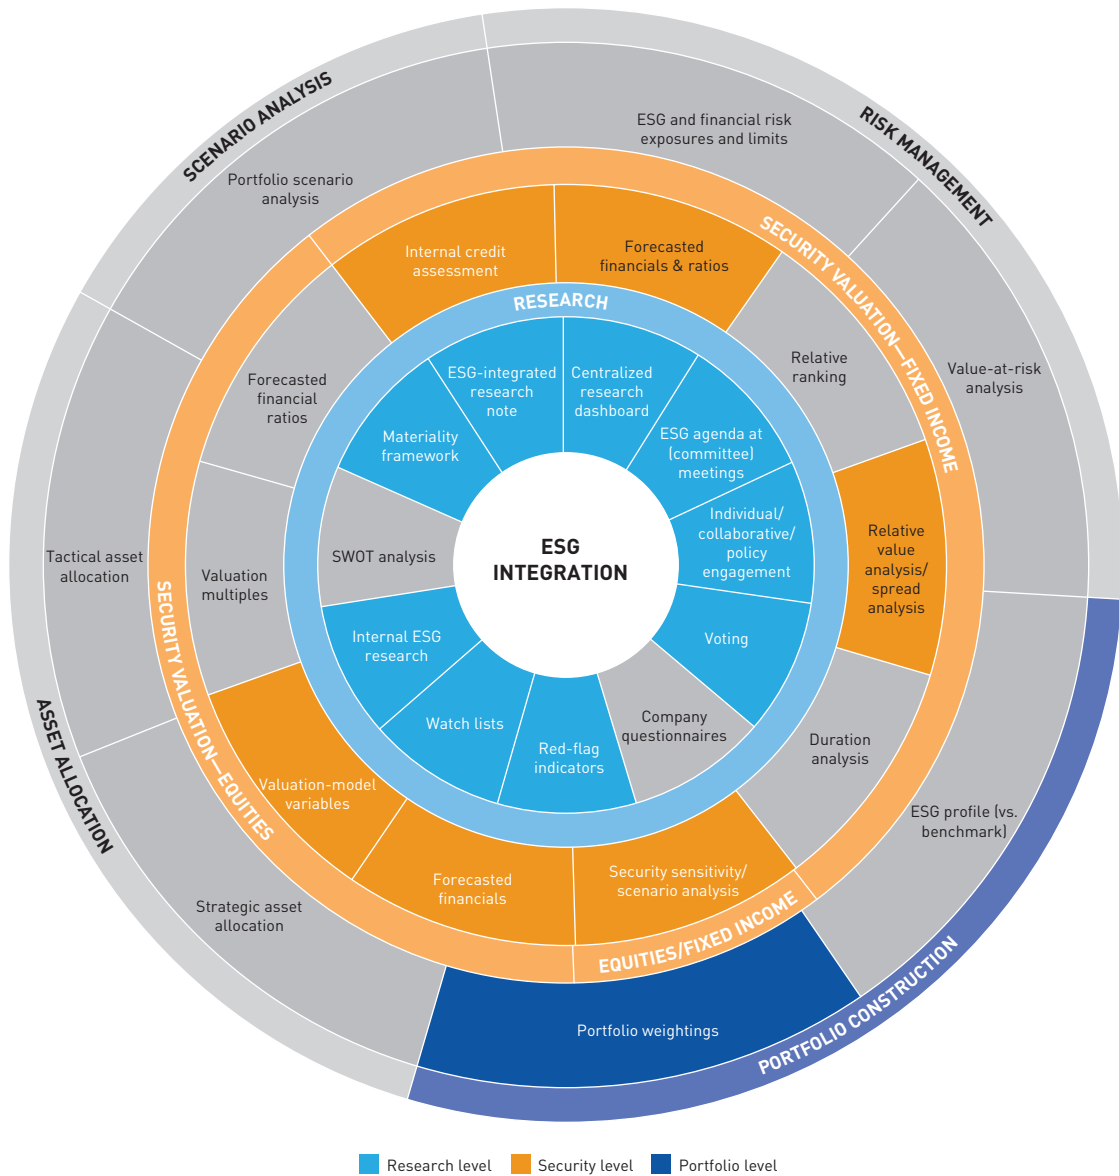 SCENARIO ANALYSIS
RISK MANAGEMENT
ESG and financial risk
exposures and limits
Portfolio scenario
analysis
Value-at-risk
analysis
Tactical asset
allocation
ASSET ALLOCATION
Strategic asset
allocation
ESG profile (vs.
benchmark)
Portfolio weightings
PORTFOLIO CONSTRUCTION
SECURITY VALUATION—FIXED INCOME
Internal credit
assessment
Forecasted
financials & ratios
Relative
ranking
Relative
value
analysis/
spread
analysis
Duration
analysis
SECURITY VALUATION—EQUITIES
Forecasted
financial
ratios
Valuation
multiples
Valuation-model
variables
Forecasted
financials
Security sensitivity/
scenario analysis
EQUITIES/FIXED INCOME
RESEARCH
ESG-integrated
research
note
Centralized
research
dashboard
Materiality
framework
ESG agenda at
(committee)
meetings
Individual/
collaborative/
policy
engagement
SWOT analysis
Internal ESG
research
Voting
Watch lists
Red-flag
indicators
Company
questionnaires
ESG
INTEGRATION
Research level
Security level
Portfolio level